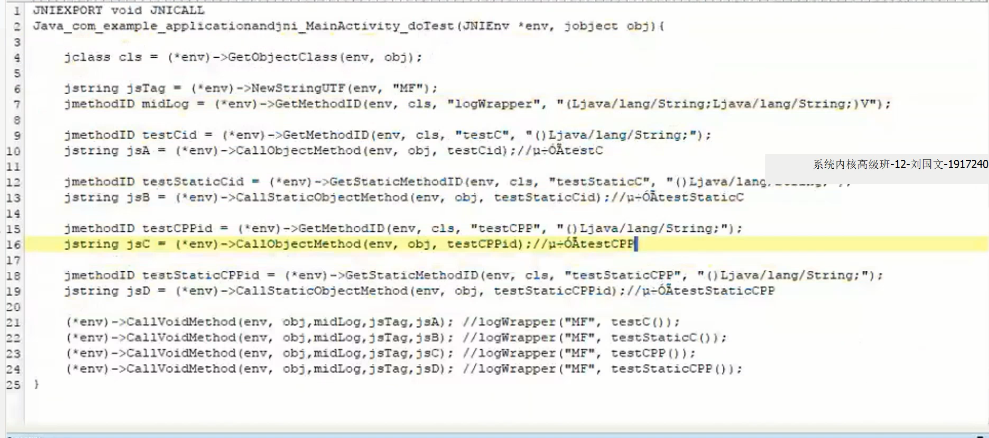 1 JNIEXPORT void JNICALL
2 Java_com_example_applicationandjni_MainActivity_doTest(JNIEnv *env, jobject obj){
3
4 jclass cls = (*env)->GetObjectClass(env, obj);
5
6 jstring jsTag = (*env)->NewStringUTF(env, "MF");
7 jmethodID midLog = (*env)->GetMethodID(env, cls, "logWrapper", "(Ljava/lang/String;Ljava/lang/String;)V");
8
9 jmethodID testCid = (*env)->GetMethodID(env, cls, "testC", "()Ljava/lang/String;");
10 jstring jsA = (*env)->CallObjectMethod(env, obj, testCid);//µ÷ÓÃtestC
11
系统内核高级班-12-刘国文-1917240
12 jmethodID testStaticCid = (*env)->GetStaticMethodID(env, cls, "testStaticC", "()Ljava/lang/
13 jstring jsB = (*env)->CallStaticObjectMethod(env, obj, testStaticCid);//µ÷ÓÃtestStaticC
14
15 jmethodID testCPPid = (*env)->GetMethodID(env, cls, "testCPP", "()Ljava/lang/String;");
16 jstring jsC = (*env)->CallObjectMethod(env, obj, testCPPid);//µ÷ÓÃtestCPP
17
18 jmethodID testStaticCPPid = (*env)->GetStaticMethodID(env, cls, "testStaticCPP", "()Ljava/lang/String;");
19 jstring jsD = (*env)->CallStaticObjectMethod(env, obj, testStaticCPPid);//µ÷ÓÃtestStaticCPP
20
21 (*env)->CallVoidMethod(env, obj,midLog,jsTag,jsA); //logWrapper("MF", testC());
22 (*env)->CallVoidMethod(env, obj,midLog,jsTag,jsB); //logWrapper("MF", testStaticC());
23 (*env)->CallVoidMethod(env, obj,midLog,jsTag,jsC); //logWrapper("MF", testCPP());
24 (*env)->CallVoidMethod(env, obj,midLog,jsTag,jsD); //logWrapper("MF", testStaticCPP());
25 }